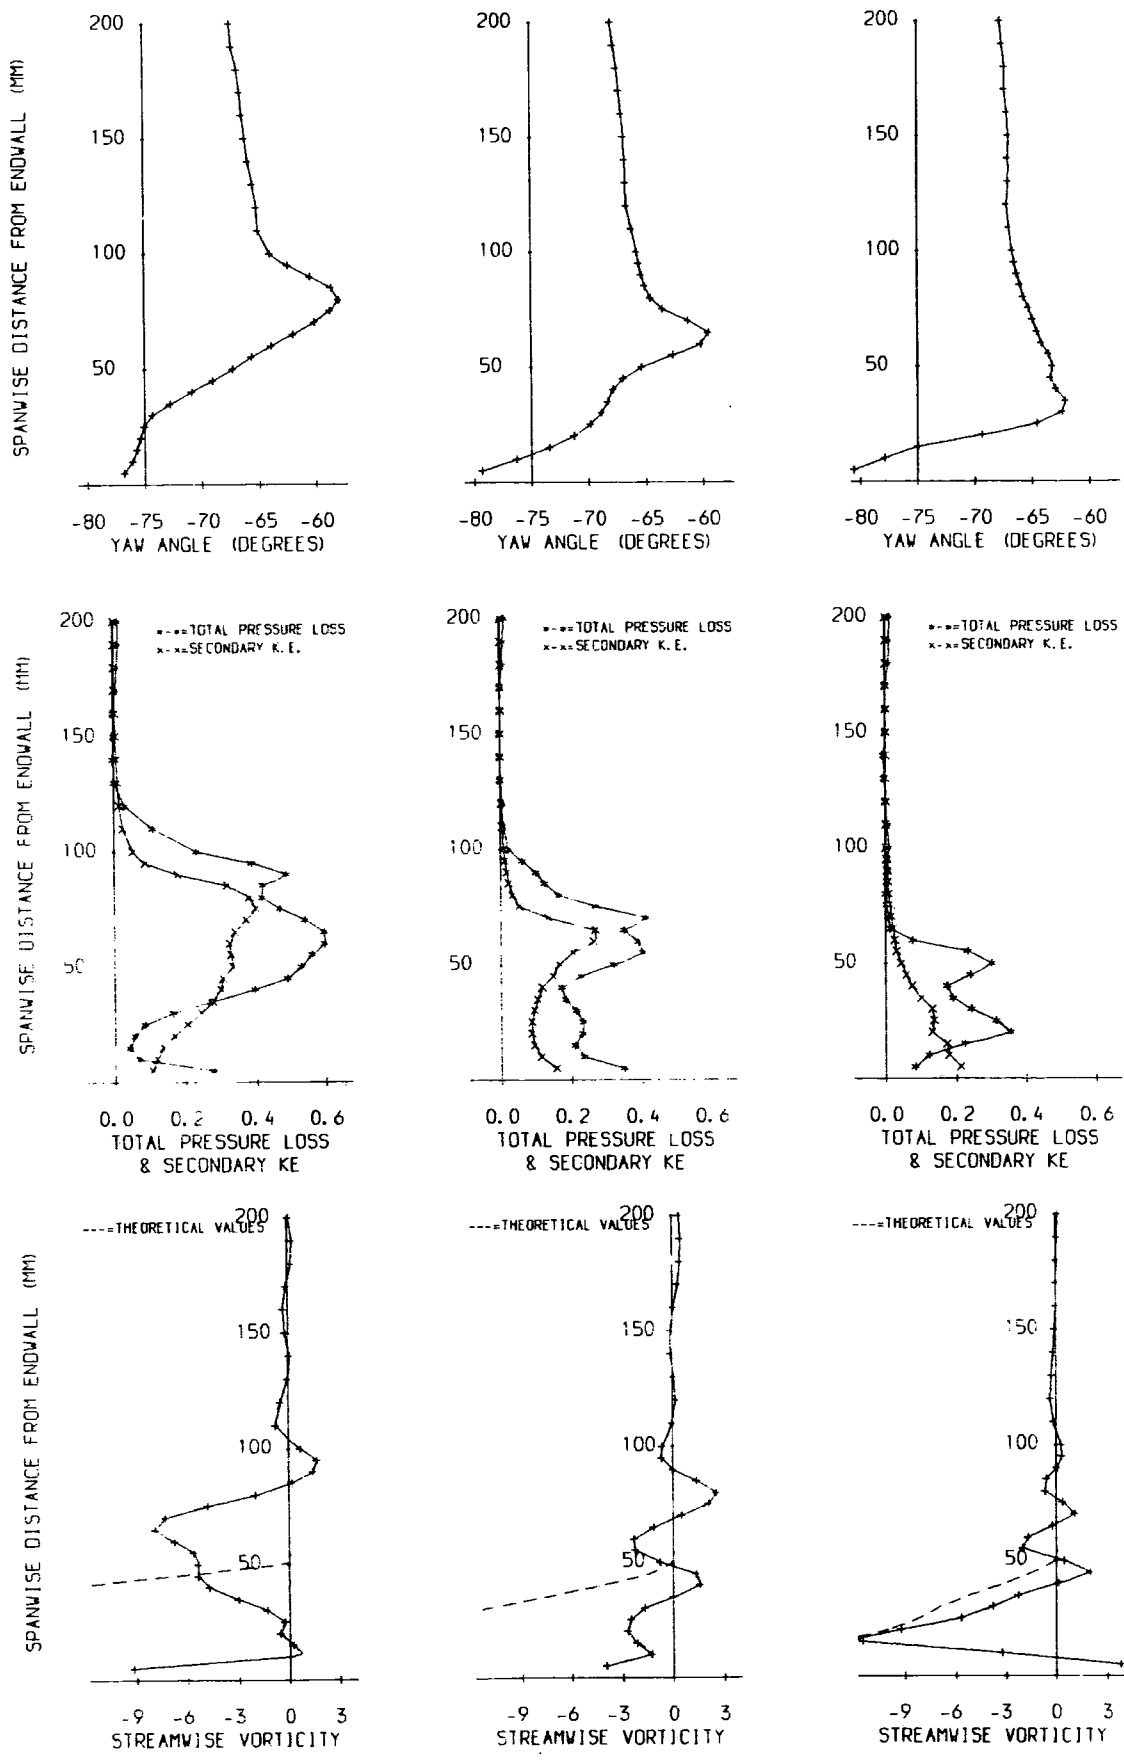 SPANWISE DISTANCE FROM ENDWALL (MM)
200
150
100
50
-80 -75 -70 -65 -60
YAW ANGLE (DEGREES)
200
150
100
50
-80 -75 -70 -65 -60
YAW ANGLE (DEGREES)
200
150
100
50
-80 -75 -70 -65 -60
YAW ANGLE (DEGREES)
SPANWISE DISTANCE FROM ENDWALL (MM)
200
*-*=TOTAL PRESSURE LOSS
x-x=SECONDARY K.E.
150
100
50
0.0 0.2 0.4 0.6
TOTAL PRESSURE LOSS
& SECONDARY KE
200
*-*=TOTAL PRESSURE LOSS
x-x=SECONDARY K.E.
150
100
50
0.0 0.2 0.4 0.6
TOTAL PRESSURE LOSS
& SECONDARY KE
200
*-*=TOTAL PRESSURE LOSS
x-x=SECONDARY K.E.
150
100
50
0.0 0.2 0.4 0.6
TOTAL PRESSURE LOSS
& SECONDARY KE
SPANWISE DISTANCE FROM ENDWALL (MM)
200
---=THEORETICAL VALUES
150
100
50
-9 -6 -3 0 3
STREAMWISE VORTICITY
200
---=THEORETICAL VALUES
150
100
50
-9 -6 -3 0 3
STREAMWISE VORTICITY
200
---=THEORETICAL VALUES
150
100
50
-9 -6 -3 0 3
STREAMWISE VORTICITY